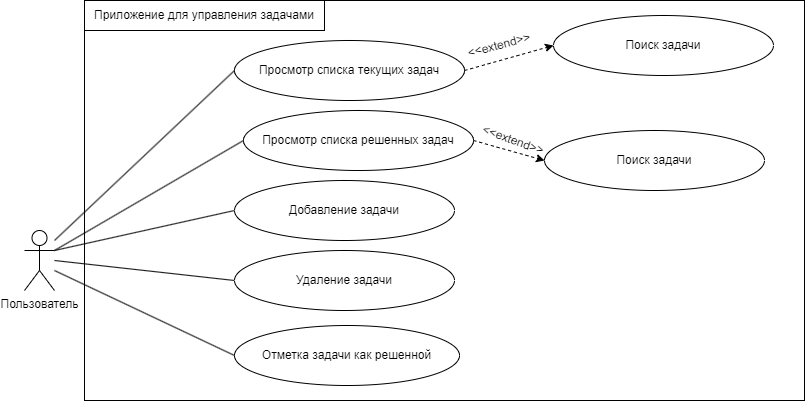 Приложение для управления задачами
Просмотр списка текущих задач
<<extend>>
Поиск задачи
Просмотр списка решенных задач
<<extend>>
Поиск задачи
Добавление задачи
Удаление задачи
Пользователь
Отметка задачи как решенной